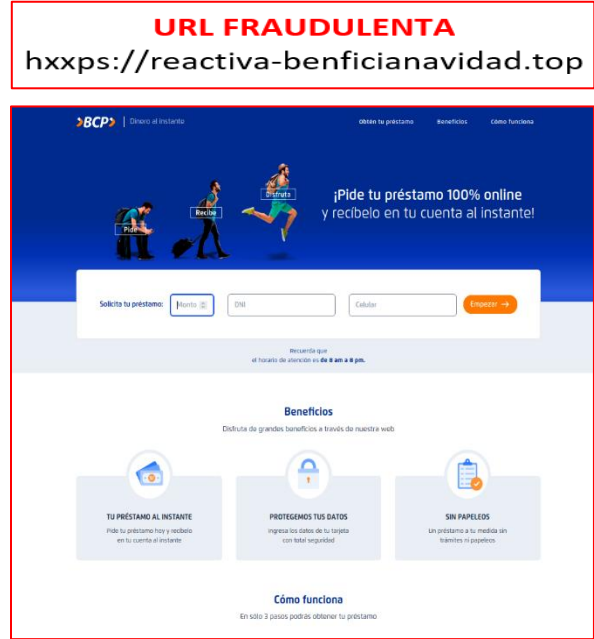 URL FRAUDULENTA
hxxps://reactiva-benficianavidad.top
BCP | Dinero al instante
Obtén tu préstamo Beneficios Cómo funciona
Disfruta
Recibe
Pide
¡Pide tu préstamo 100% online
y recíbelo en tu cuenta al instante!
Solicita tu préstamo: Monto DNI Celular Empezar →
Recuerda que
el horario de atención es de 8 am a 8 pm.
Beneficios
Disfruta de grandes beneficios a través de nuestra web
TU PRÉSTAMO AL INSTANTE
Pide tu préstamo hoy y recíbelo
en tu cuenta al instante
PROTEGEMOS TUS DATOS
Ingresa los datos de tu tarjeta
con total seguridad
SIN PAPELEOS
Un préstamo a tu medida sin
trámites ni papeleos
Cómo funciona
En sólo 3 pasos podrás obtener tu préstamo